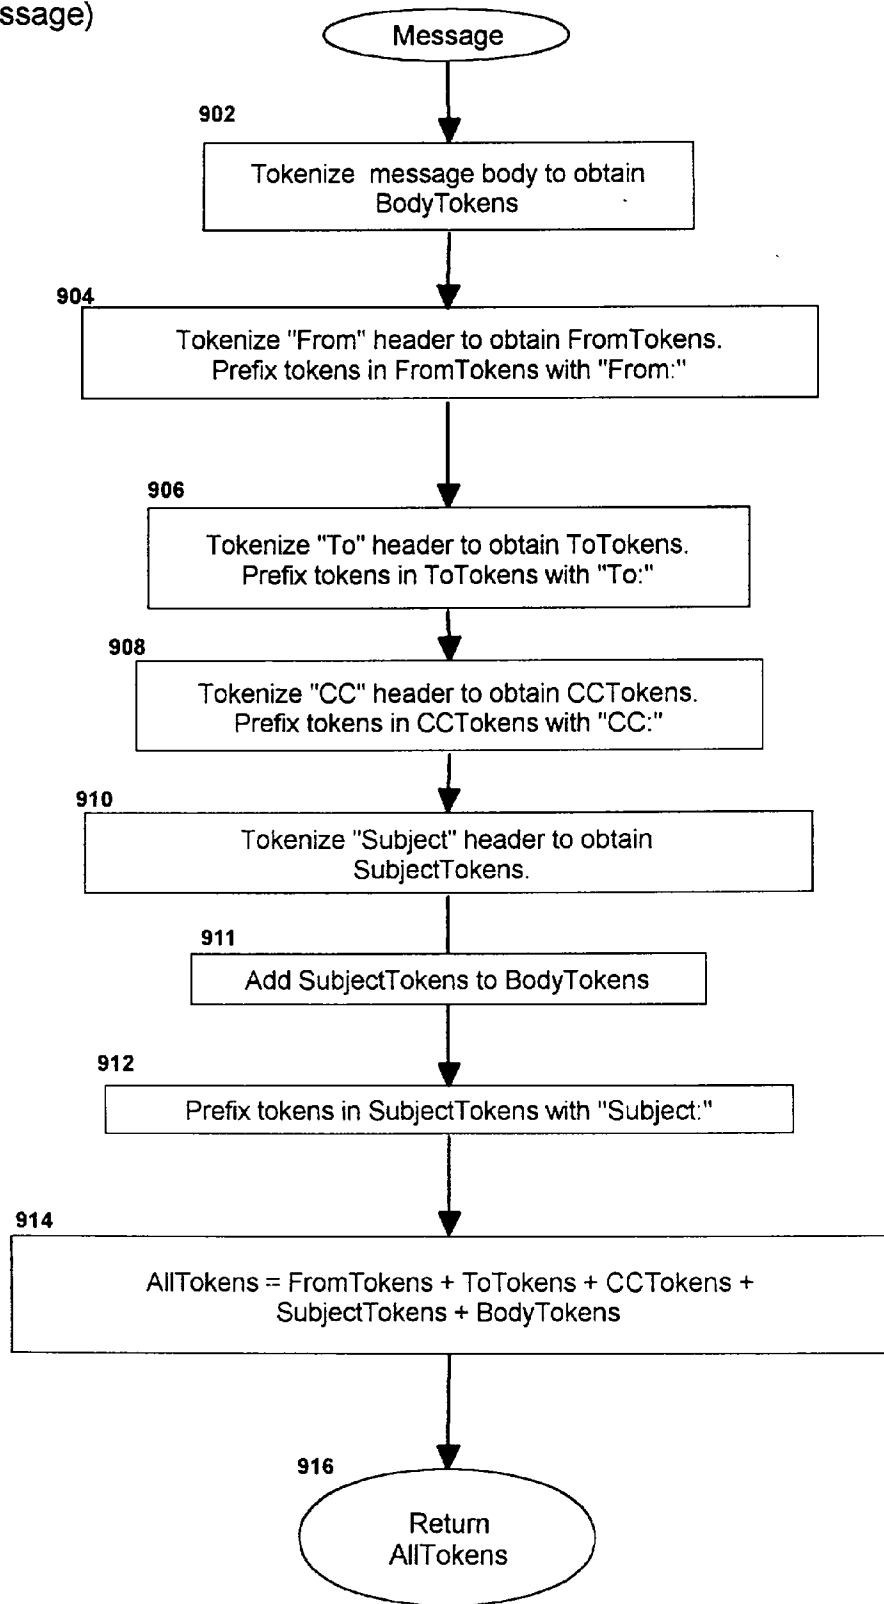 ssage)
Message
902
Tokenize message body to obtain
BodyTokens
904
Tokenize "From" header to obtain FromTokens.
Prefix tokens in FromTokens with "From:"
906
Tokenize "To" header to obtain ToTokens.
Prefix tokens in ToTokens with "To:"
908
Tokenize "CC" header to obtain CCTokens.
Prefix tokens in CCTokens with "CC:"
910
Tokenize "Subject" header to obtain
SubjectTokens.
911
Add SubjectTokens to BodyTokens
912
Prefix tokens in SubjectTokens with "Subject:"
914
AllTokens = FromTokens + ToTokens + CCTokens +
SubjectTokens + BodyTokens
916
Return
AllTokens